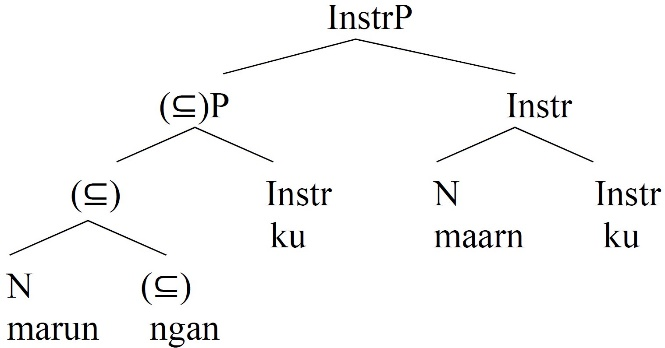 InstrP
(⊆)P Instr
(⊆) Instr N Instr
ku maarn ku
N (⊆)
marun ngan